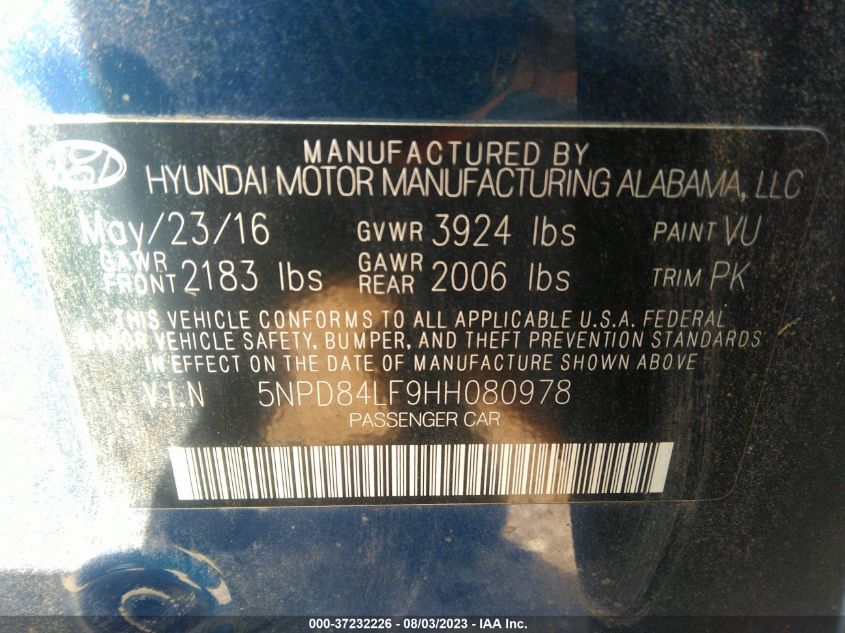 MANUFACTURED BY
HYUNDAI MOTOR MANUFACTURING ALABAMA, LLC
May/23/16 GVWR 3924 lbs PAINT VU
GAWR FRONT 2183 lbs GAWR REAR 2006 lbs TRIM PK
THIS VEHICLE CONFORMS TO ALL APPLICABLE U.S.A. FEDERAL
MOTOR VEHICLE SAFETY, BUMPER, AND THEFT PREVENTION STANDARDS
IN EFFECT ON THE DATE OF MANUFACTURE SHOWN ABOVE
V.I.N 5NPD84LF9HH080978
PASSENGER CAR
000-37232226 - 08/03/2023 - IAA Inc.